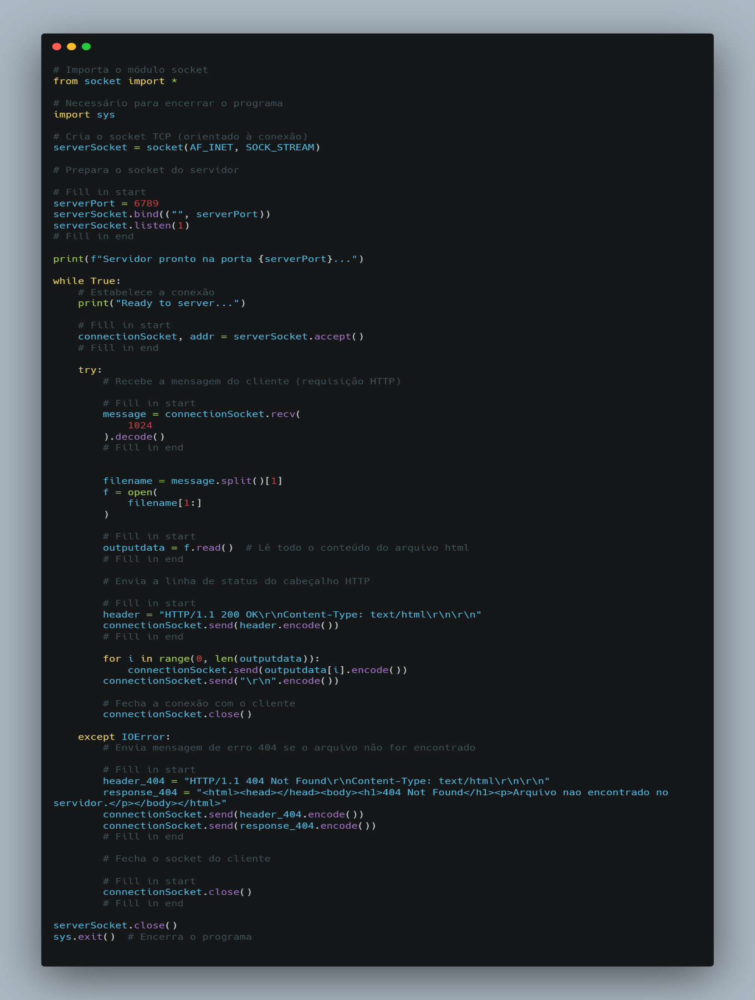 # Importa o módulo socket
from socket import *

# Necessário para encerrar o programa
import sys

# Cria o socket TCP (orientado à conexão)
serverSocket = socket(AF_INET, SOCK_STREAM)

# Prepara o socket do servidor

# Fill in start
serverPort = 6789
serverSocket.bind(("", serverPort))
serverSocket.listen(1)
# Fill in end

print(f"Servidor pronto na porta {serverPort}...")

while True:
    # Estabelece a conexão
    print("Ready to server...")

    # Fill in start
    connectionSocket, addr = serverSocket.accept()
    # Fill in end

    try:
        # Recebe a mensagem do cliente (requisição HTTP)

        # Fill in start
        message = connectionSocket.recv(
            1024
        ).decode()
        # Fill in end


        filename = message.split()[1]
        f = open(
            filename[1:]
        )

        # Fill in start
        outputdata = f.read()  # Lê todo o conteúdo do arquivo html
        # Fill in end

        # Envia a linha de status do cabeçalho HTTP

        # Fill in start
        header = "HTTP/1.1 200 OK\r\nContent-Type: text/html\r\n\r\n"
        connectionSocket.send(header.encode())
        # Fill in end

        for i in range(0, len(outputdata)):
            connectionSocket.send(outputdata[i].encode())
        connectionSocket.send("\r\n".encode())

        # Fecha a conexão com o cliente
        connectionSocket.close()

    except IOError:
        # Envia mensagem de erro 404 se o arquivo não for encontrado

        # Fill in start
        header_404 = "HTTP/1.1 404 Not Found\r\nContent-Type: text/html\r\n\r\n"
        response_404 = "<html><head></head><body><h1>404 Not Found</h1><p>Arquivo nao encontrado no
servidor.</p></body></html>"
        connectionSocket.send(header_404.encode())
        connectionSocket.send(response_404.encode())
        # Fill in end

        # Fecha o socket do cliente

        # Fill in start
        connectionSocket.close()
        # Fill in end

serverSocket.close()
sys.exit()  # Encerra o programa